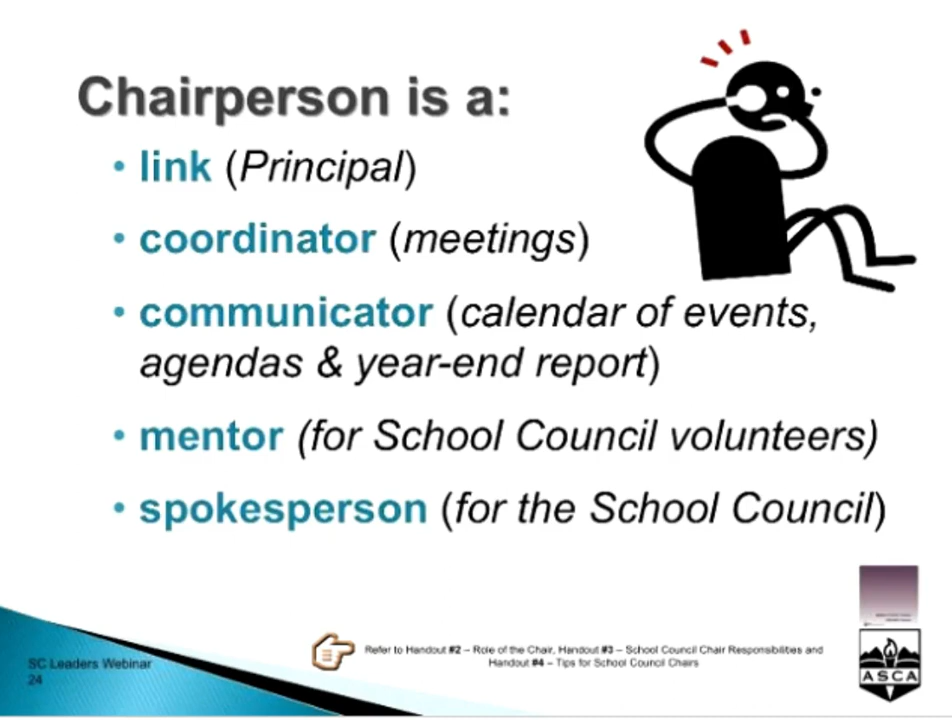 Chairperson is a:
• link (Principal)
• coordinator (meetings)
• communicator (calendar of events,
agendas & year-end report)
• mentor (for School Council volunteers)
• spokesperson (for the School Council)
Refer to Handout #2 – Role of the Chair, Handout #3 – School Council Chair Responsibilities and
Handout #4 – Tips for School Council Chairs
SC Leaders Webinar
24
ASCA